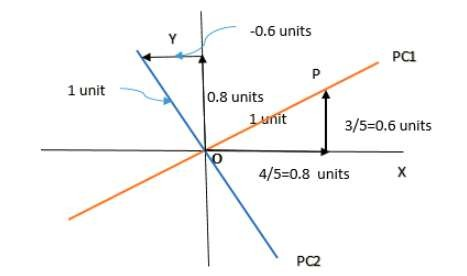 -0.6 units
Y
PC1
P
1 unit
0.8 units
1 unit
3/5=0.6 units
O
4/5=0.8 units
X
PC2